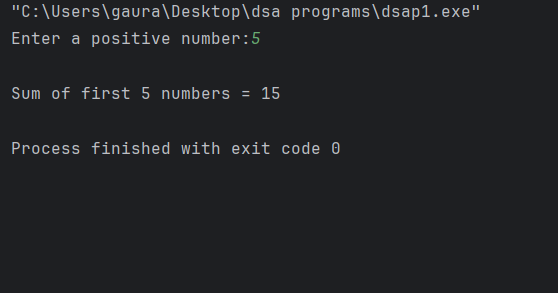 "C:\Users\gaura\Desktop\dsa programs\dsap1.exe"
Enter a positive number:5
Sum of first 5 numbers = 15
Process finished with exit code 0